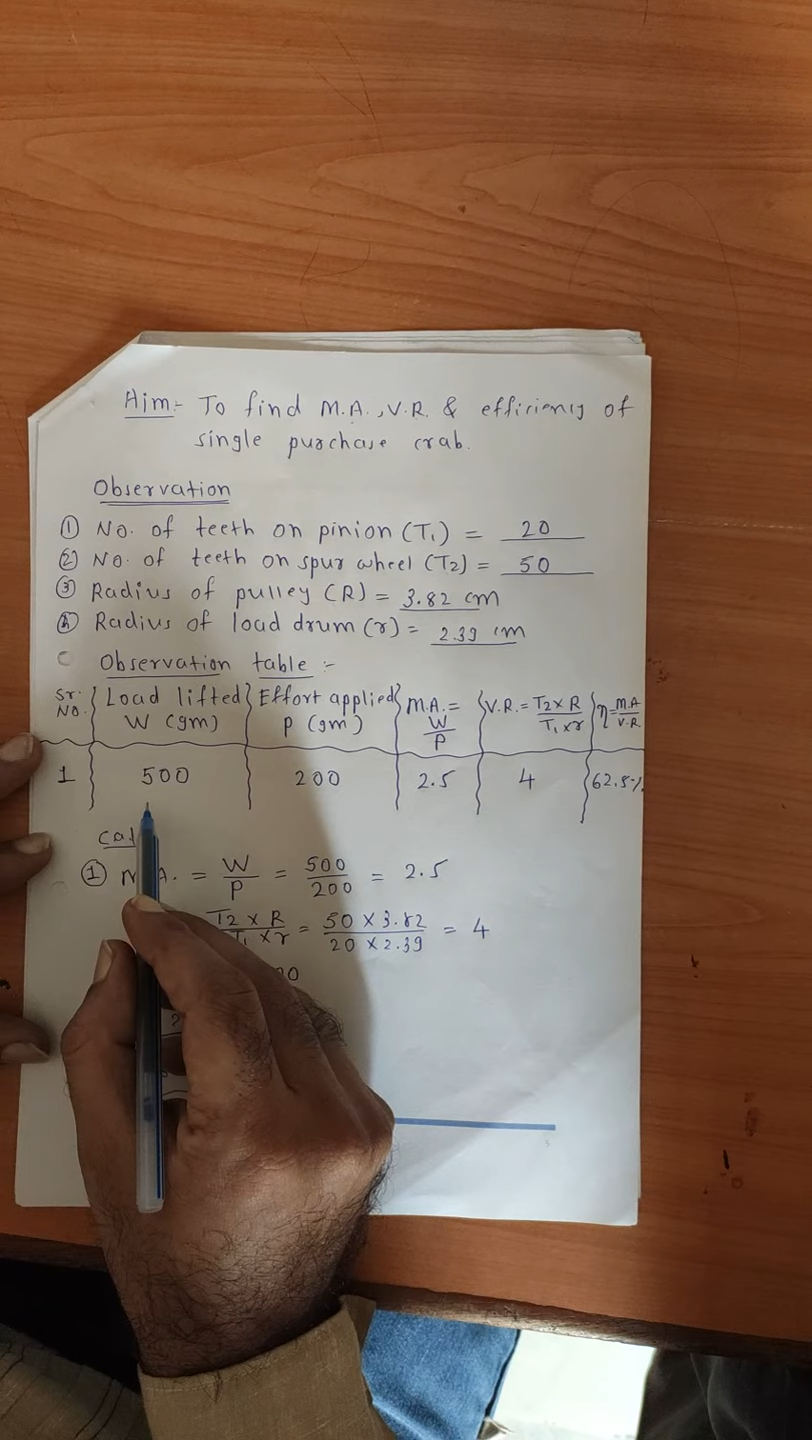 Aim:- To find M.A., V.R. & efficiency of
single purchase crab.
Observation
① No. of teeth on pinion (T1) = 20
② No. of teeth on spur wheel (T2) = 50
③ Radius of pulley (R) = 3.82 cm
④ Radius of load drum (r) = 2.39 cm
Observation table :-
Sr. No. Load lifted W (gm) Effort applied P (gm) M.A. = W/P V.R. = T2 x R / T1 x r η = M.A / V.R.
1 500 200 2.5 4 62.5%
Cal
① M.A. = W/P = 500/200 = 2.5
T2 x R / T1 x r = 50 x 3.82 / 20 x 2.39 = 4